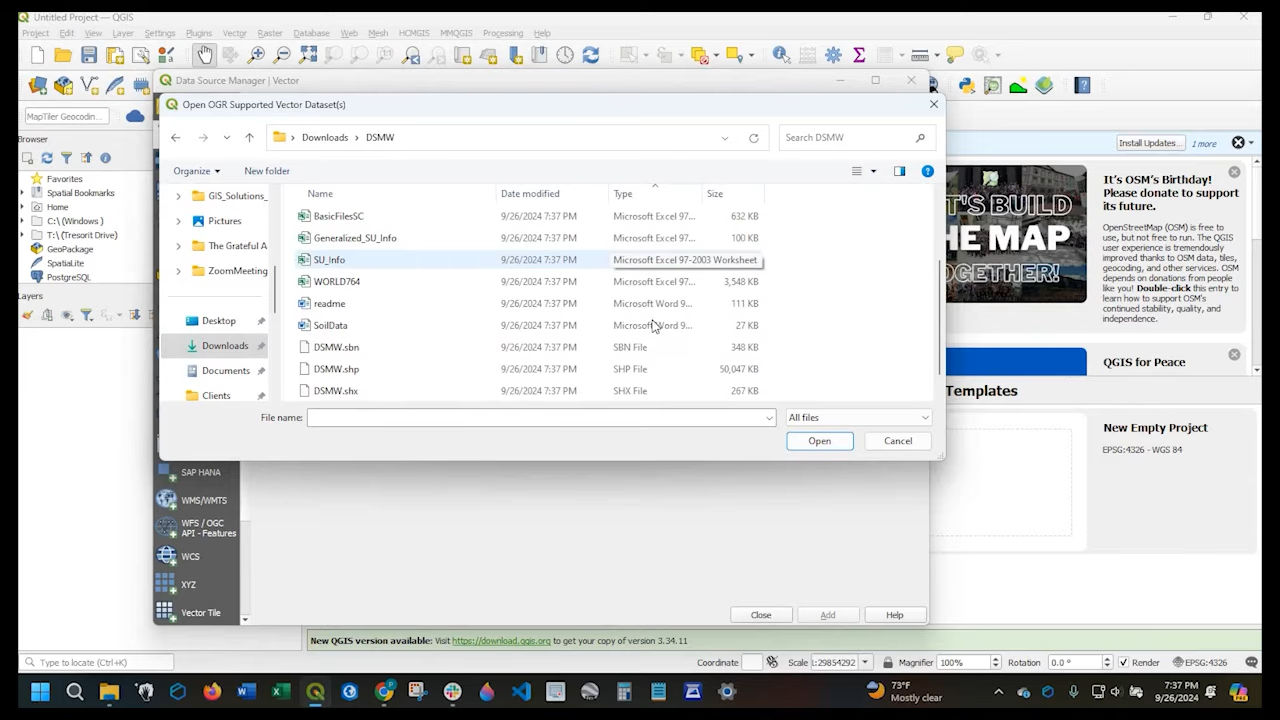 Untitled Project — QGIS
Project Edit View Layer Settings Plugins Vector Raster Database Web Mesh HCMGIS MMQGIS Processing Help
MapTiler Geocodin...
Data Source Manager | Vector
Open OGR Supported Vector Dataset(s)
Downloads > DSMW
Search DSMW
Organize
New folder
Install Updates...
1 more
Browser
Favorites
Spatial Bookmarks
Home
C:\ (Windows )
T:\ (Tresorit Drive)
GeoPackage
SpatiaLite
PostgreSQL
Layers
GIS_Solutions_
Pictures
The Grateful A
ZoomMeeting
Desktop
Downloads
Documents
Clients
Name Date modified Type Size
BasicFilesSC 9/26/2024 7:37 PM Microsoft Excel 97... 632 KB
Generalized_SU_Info 9/26/2024 7:37 PM Microsoft Excel 97... 100 KB
SU_Info 9/26/2024 7:37 PM Microsoft Excel 97-2003 Worksheet
WORLD764 9/26/2024 7:37 PM Microsoft Excel 97... 3,548 KB
readme 9/26/2024 7:37 PM Microsoft Word 9... 111 KB
SoilData 9/26/2024 7:37 PM Microsoft Word 9... 27 KB
DSMW.sbn 9/26/2024 7:37 PM SBN File 348 KB
DSMW.shp 9/26/2024 7:37 PM SHP File 50,047 KB
DSMW.shx 9/26/2024 7:37 PM SHX File 267 KB
File name:
All files
Open
Cancel
'S BUILD
HE MAP
OGETHER!
It's OSM's Birthday!
Please donate to support
its future.
OpenStreetMap (OSM) is free
to use, but not free to run. The QGIS
user experience is tremendously
improved thanks to OSM data, tiles,
geocoding, and other services. OSM
depends on donations from people
like you! Double-click this entry to
learn how to support OSM's
continued stability, quality, and
independence.
QGIS for Peace
Templates
New Empty Project
EPSG:4326 - WGS 84
SAP HANA
WMS/WMTS
WFS / OGC
API - Features
WCS
XYZ
Vector Tile
Close
Add
Help
New QGIS version available: Visit https://download.qgis.org to get your copy of version 3.34.11
Type to locate (Ctrl+K)
Coordinate
Scale L:29854292
Magnifier 100%
Rotation 0.0 °
Render
EPSG:4326
73°F
Mostly clear
7:37 PM
9/26/2024